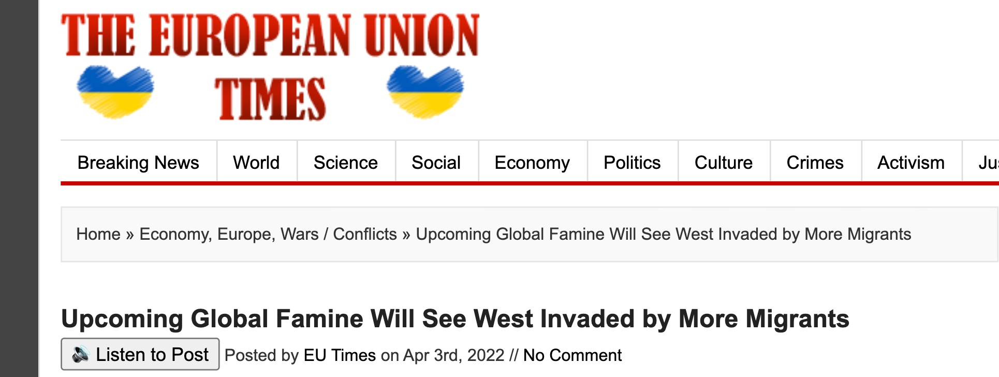 THE EUROPEAN UNION
TIMES
Breaking News World Science Social Economy Politics Culture Crimes Activism
Home » Economy, Europe, Wars / Conflicts » Upcoming Global Famine Will See West Invaded by More Migrants
Upcoming Global Famine Will See West Invaded by More Migrants
Listen to Post Posted by EU Times on Apr 3rd, 2022 // No Comment